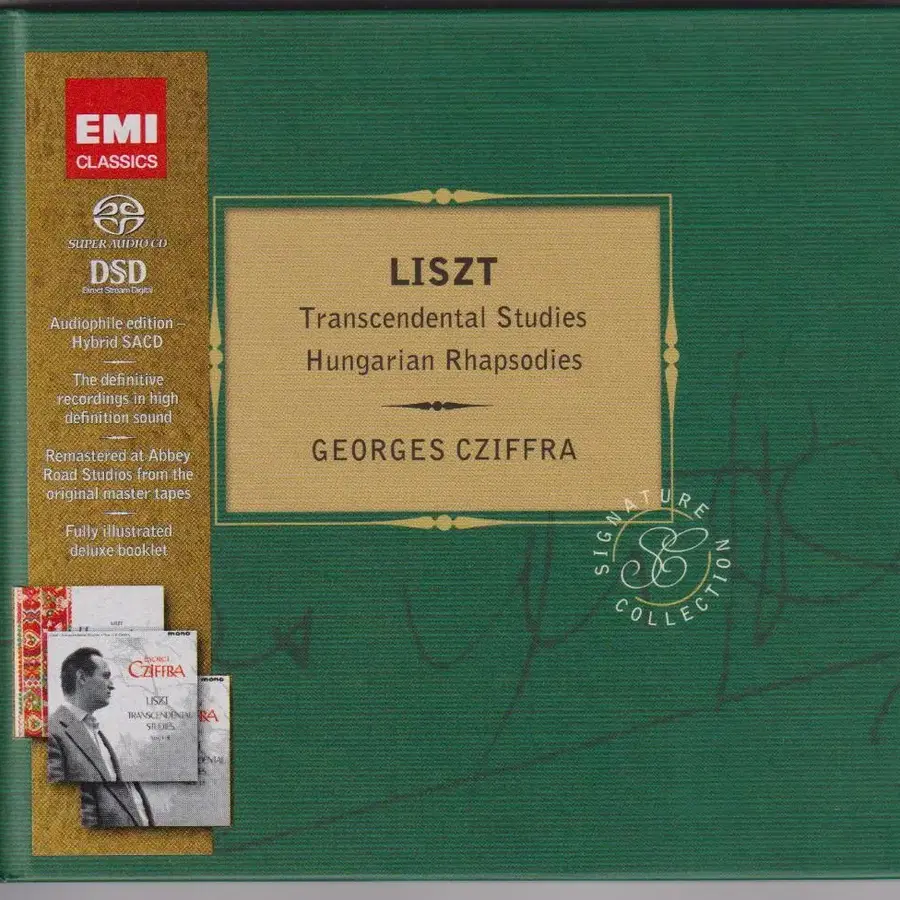 EMI
CLASSICS
SUPER AUDIO CD
DSD
Direct Stream Digital
Audiophile edition –
Hybrid SACD
The definitive
recordings in high
definition sound
Remastered at Abbey
Road Studios from the
original master tapes
Fully illustrated
deluxe booklet
LISZT
Transcendental Studies
Hungarian Rhapsodies
GEORGES CZIFFRA
SIGNATURE
SC
COLLECTION
LISZT
mono
CZIFFRA
LISZT
TRANSCENDENTAL
STUDIES
mono